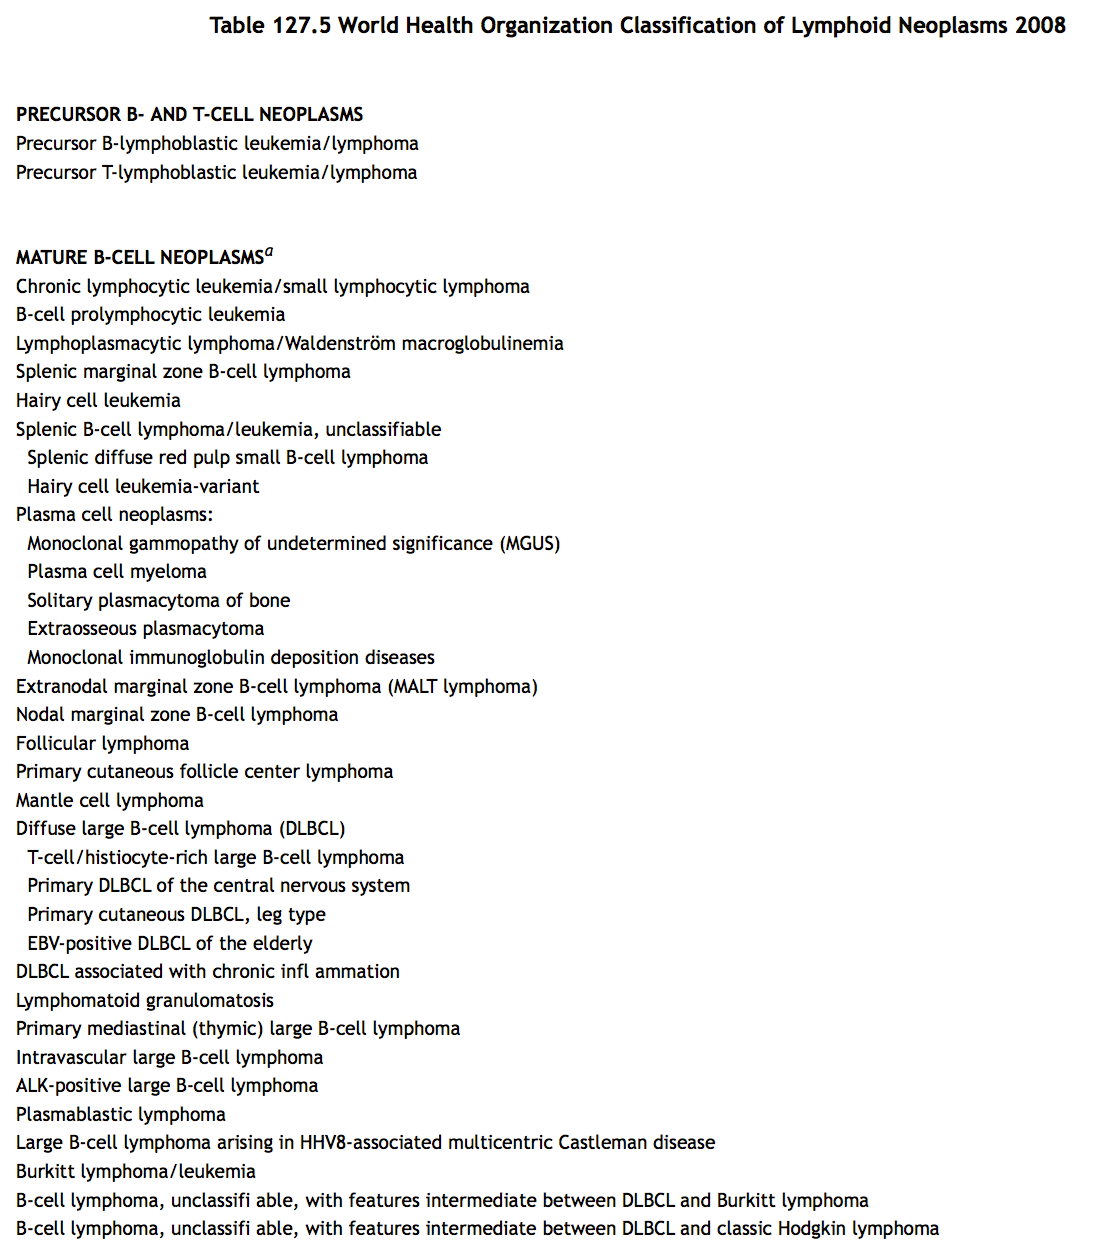 Table 127.5 World Health Organization Classification of Lymphoid Neoplasms 2008
PRECURSOR B- AND T-CELL NEOPLASMS
Precursor B-lymphoblastic leukemia/lymphoma
Precursor T-lymphoblastic leukemia/lymphoma
MATURE B-CELL NEOPLASMSa
Chronic lymphocytic leukemia/small lymphocytic lymphoma
B-cell prolymphocytic leukemia
Lymphoplasmacytic lymphoma/Waldenström macroglobulinemia
Splenic marginal zone B-cell lymphoma
Hairy cell leukemia
Splenic B-cell lymphoma/leukemia, unclassifiable
Splenic diffuse red pulp small B-cell lymphoma
Hairy cell leukemia-variant
Plasma cell neoplasms:
Monoclonal gammopathy of undetermined significance (MGUS)
Plasma cell myeloma
Solitary plasmacytoma of bone
Extraosseous plasmacytoma
Monoclonal immunoglobulin deposition diseases
Extranodal marginal zone B-cell lymphoma (MALT lymphoma)
Nodal marginal zone B-cell lymphoma
Follicular lymphoma
Primary cutaneous follicle center lymphoma
Mantle cell lymphoma
Diffuse large B-cell lymphoma (DLBCL)
T-cell/histiocyte-rich large B-cell lymphoma
Primary DLBCL of the central nervous system
Primary cutaneous DLBCL, leg type
EBV-positive DLBCL of the elderly
DLBCL associated with chronic infl ammation
Lymphomatoid granulomatosis
Primary mediastinal (thymic) large B-cell lymphoma
Intravascular large B-cell lymphoma
ALK-positive large B-cell lymphoma
Plasmablastic lymphoma
Large B-cell lymphoma arising in HHV8-associated multicentric Castleman disease
Burkitt lymphoma/leukemia
B-cell lymphoma, unclassifi able, with features intermediate between DLBCL and Burkitt lymphoma
B-cell lymphoma, unclassifi able, with features intermediate between DLBCL and classic Hodgkin lymphoma